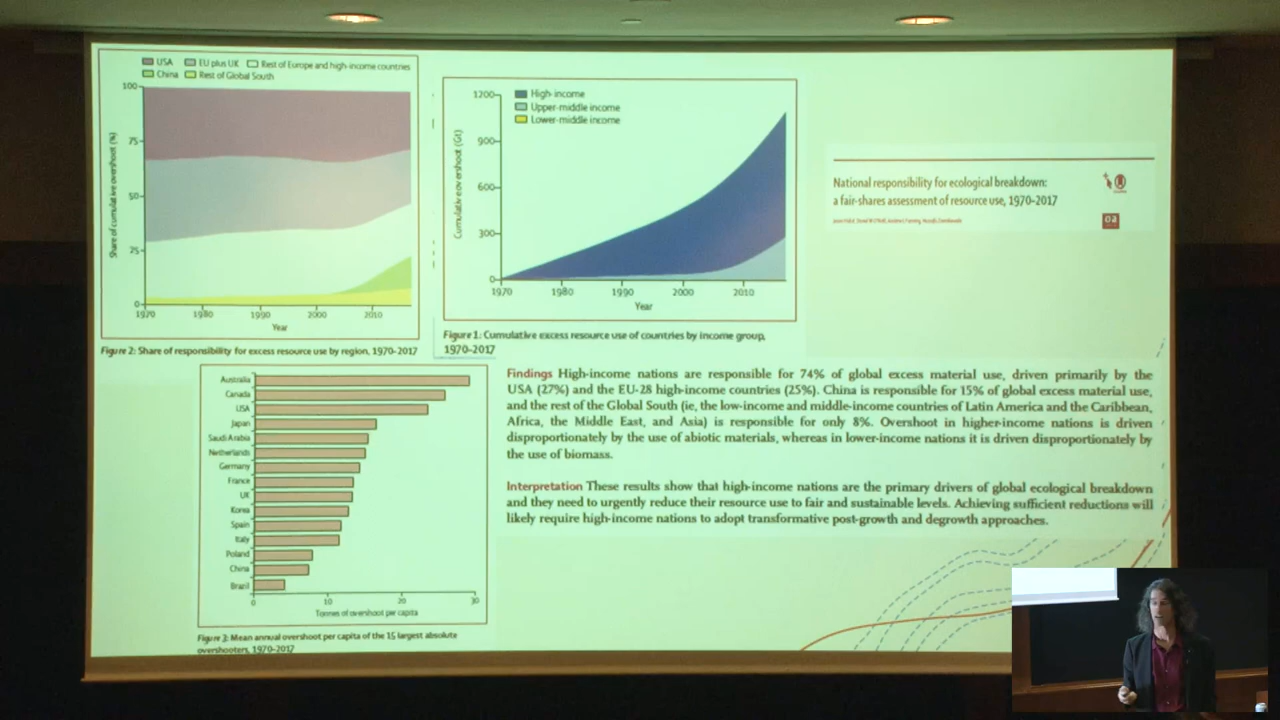 USA EU plus UK Rest of Europe and high-income countries
China Rest of Global South
100
75
50
25
0
Share of cumulative overshoot (%)
1970 1980 1990 2000 2010
Year
Figure 2: Share of responsibility for excess resource use by region, 1970-2017
High-income
Upper-middle income
Lower-middle income
1200
900
600
300
0
Cumulative overshoot (Gt)
1970 1980 1990 2000 2010
Year
Figure 1: Cumulative excess resource use of countries by income group,
1970-2017
National responsibility for ecological breakdown:
a fair-shares assessment of resource use, 1970-2017
oa
Australia
Canada
USA
Japan
Saudi Arabia
Netherlands
Germany
France
UK
Korea
Spain
Italy
Poland
China
Brazil
0 10 20 30
Tonnes of overshoot per capita
Figure 3: Mean annual overshoot per capita of the 15 largest absolute
overshooters, 1970-2017
Findings High-income nations are responsible for 74% of global excess material use, driven primarily by the
USA (27%) and the EU-28 high-income countries (25%). China is responsible for 15% of global excess material use,
and the rest of the Global South (ie, the low-income and middle-income countries of Latin America and the Caribbean,
Africa, the Middle East, and Asia) is responsible for only 8%. Overshoot in higher-income nations is driven
disproportionately by the use of abiotic materials, whereas in lower-income nations it is driven disproportionately by
the use of biomass.
Interpretation These results show that high-income nations are the primary drivers of global ecological breakdown
and they need to urgently reduce their resource use to fair and sustainable levels. Achieving sufficient reductions will
likely require high-income nations to adopt transformative post-growth and degrowth approaches.